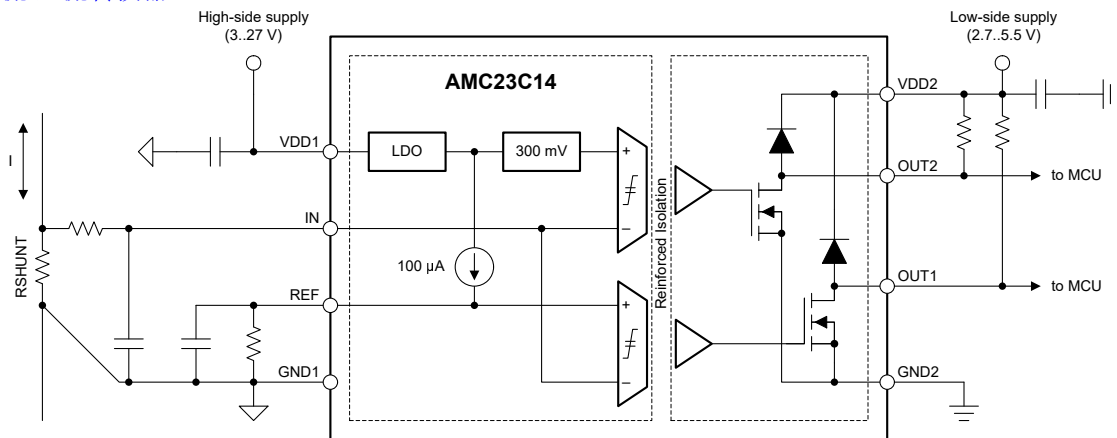 High-side supply
(3..27 V)
Low-side supply
(2.7..5.5 V)
AMC23C14
VDD1
LDO
300 mV
+
−
VDD2
OUT2
to MCU
I
IN
RSHUNT
100 μA
Reinforced Isolation
REF
+
−
OUT1
to MCU
GND1
GND2